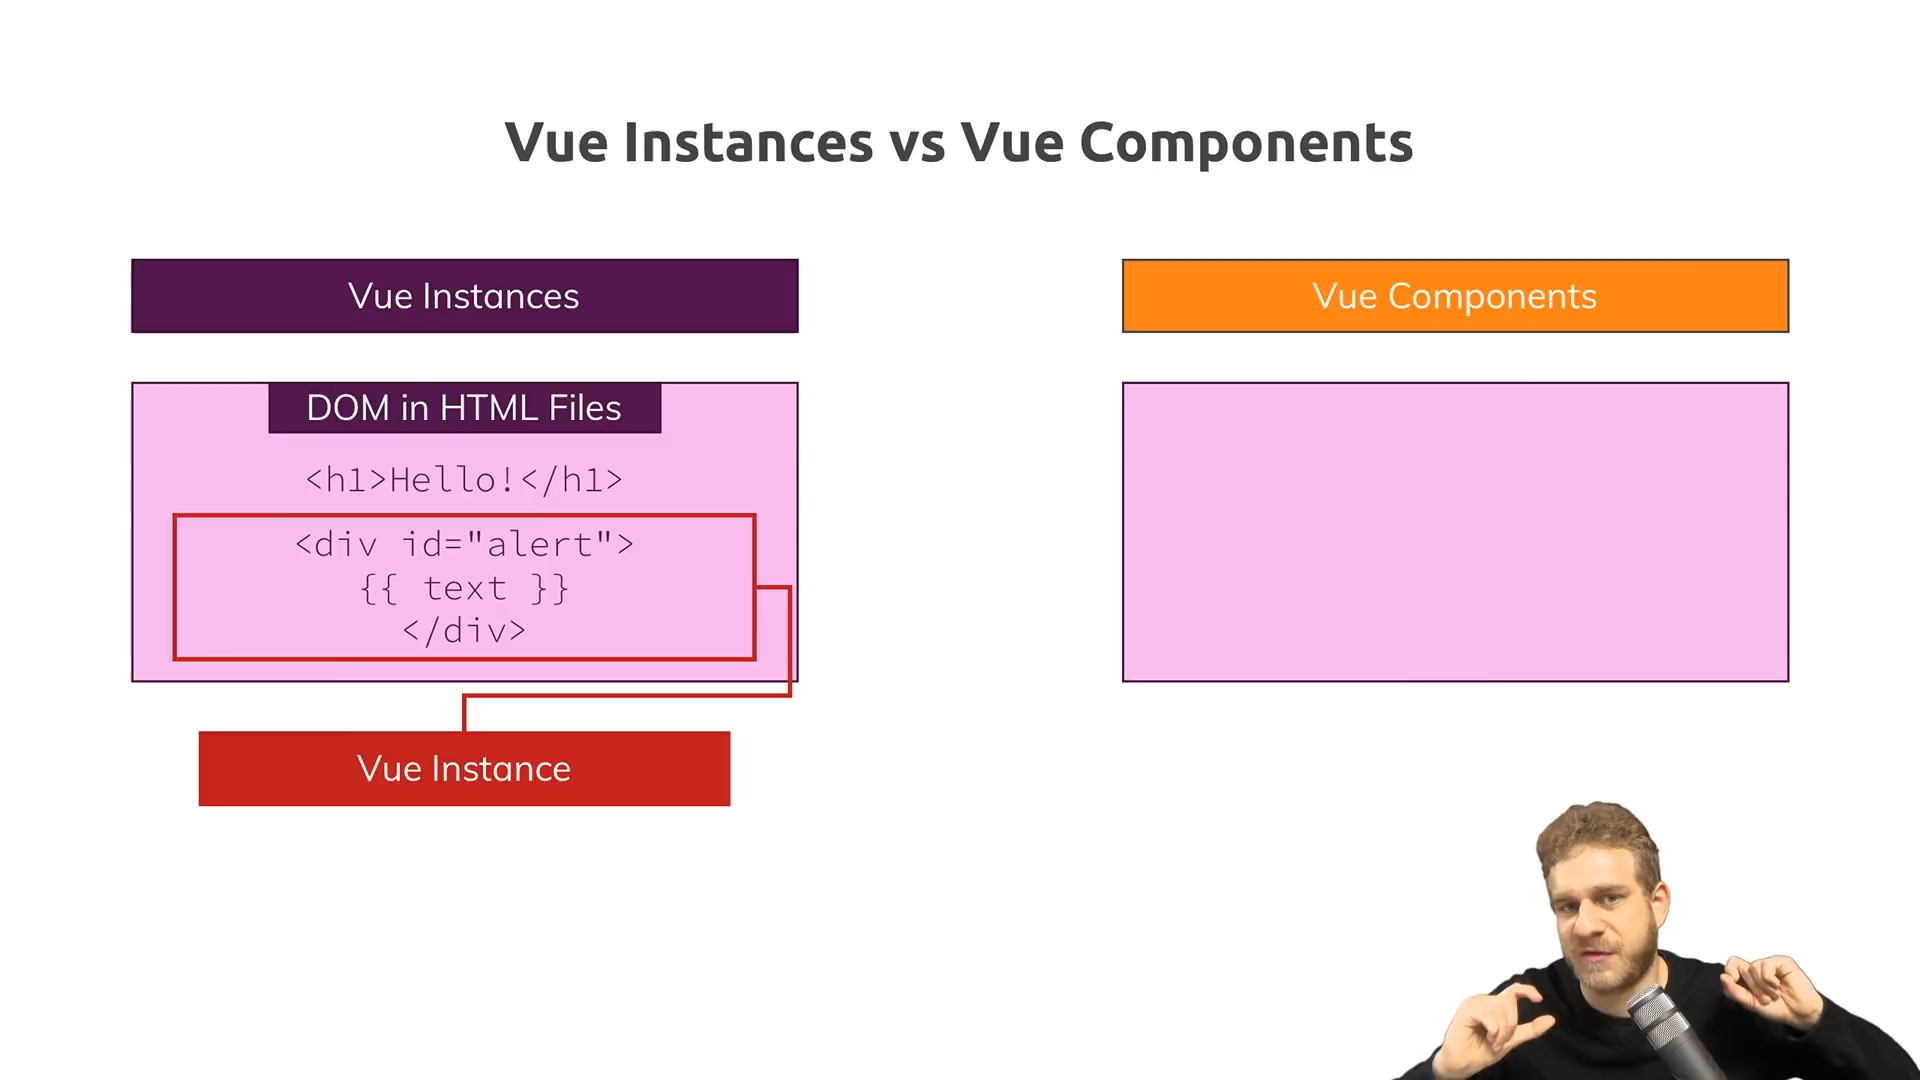 Vue Instances vs Vue Components
Vue Instances
DOM in HTML Files
<h1>Hello!</h1>
<div id="alert">
{{ text }}
</div>
Vue Instance
Vue Components